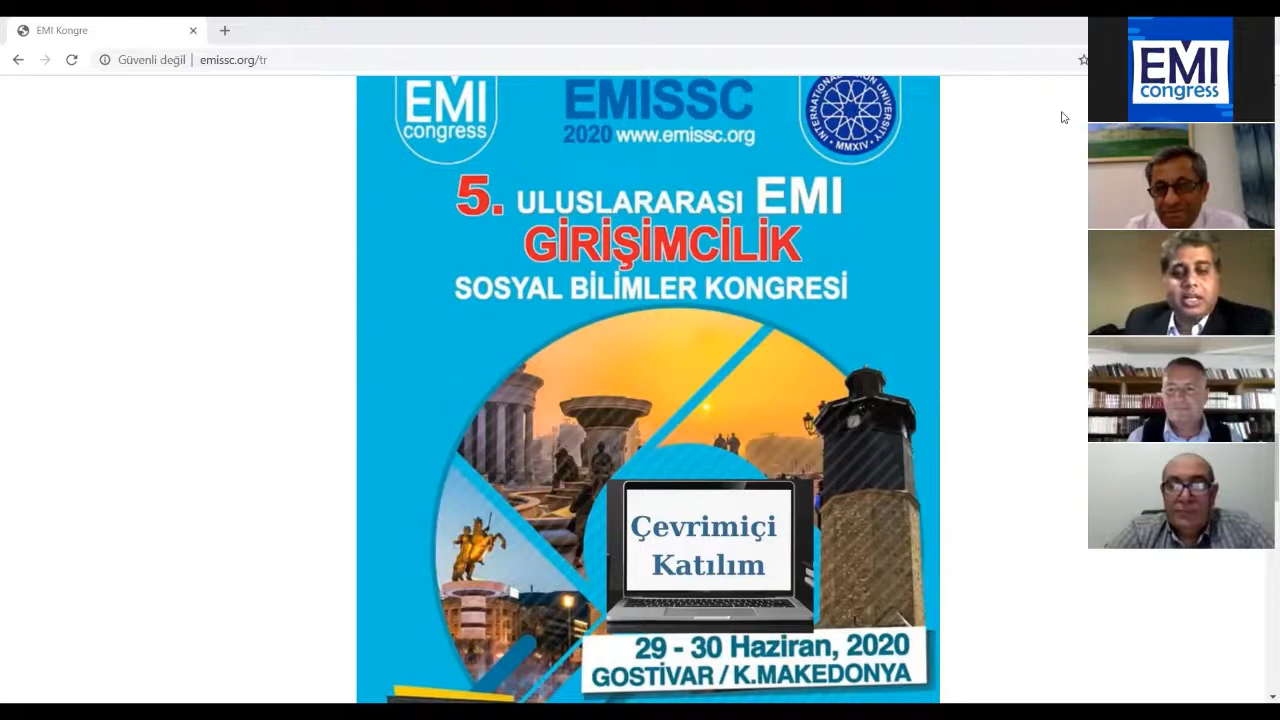 EMI Kongre
Güvenli değil
emissc.org/tr
EMI
congress
EMISSC
2020 www.emissc.org
INTERNATIONAL
UNIVERSITY
MMXIV
5. ULUSLARARASI EMI
GİRİŞİMCİLİK
SOSYAL BİLİMLER KONGRESİ
Çevrimiçi
Katılım
29 - 30 Haziran, 2020
GOSTIVAR / K.MAKEDONYA
EMI
congress